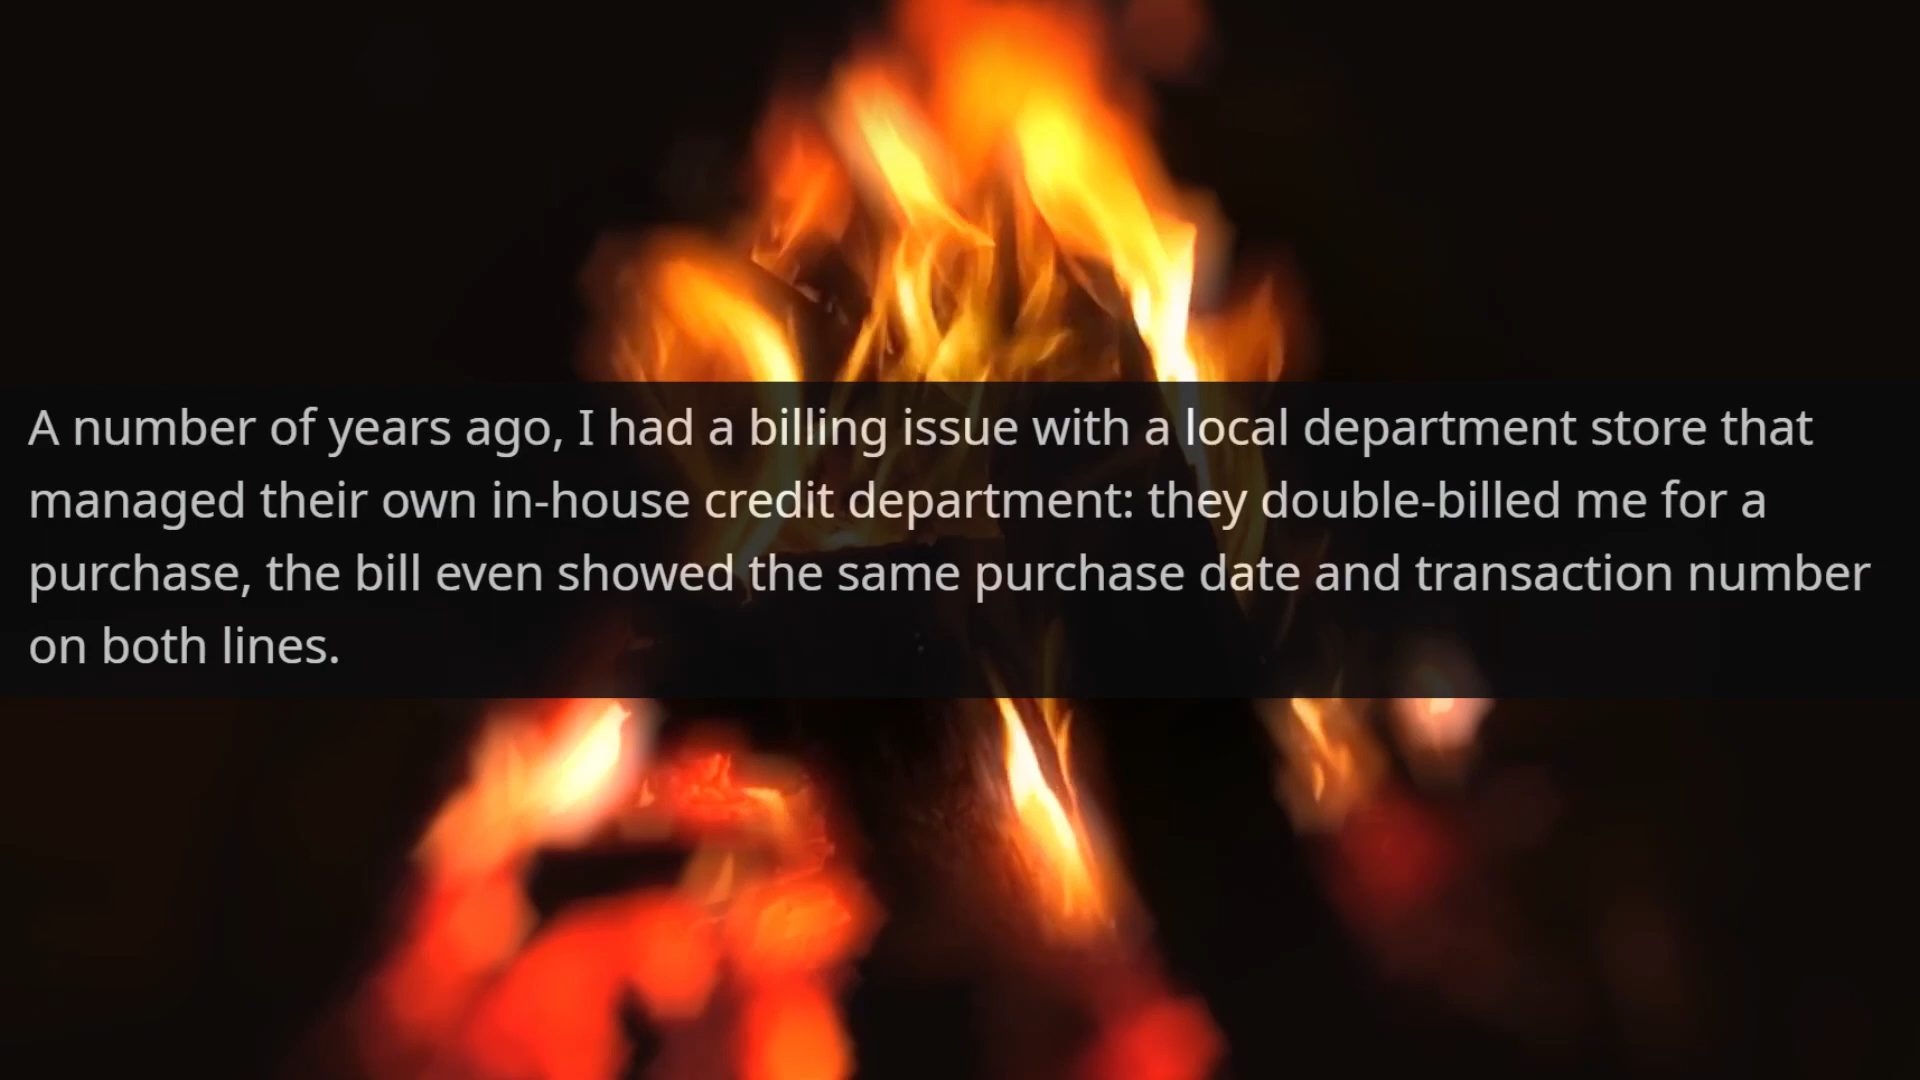 A number of years ago, I had a billing issue with a local department store that
managed their own in-house credit department: they double-billed me for a
purchase, the bill even showed the same purchase date and transaction number
on both lines.